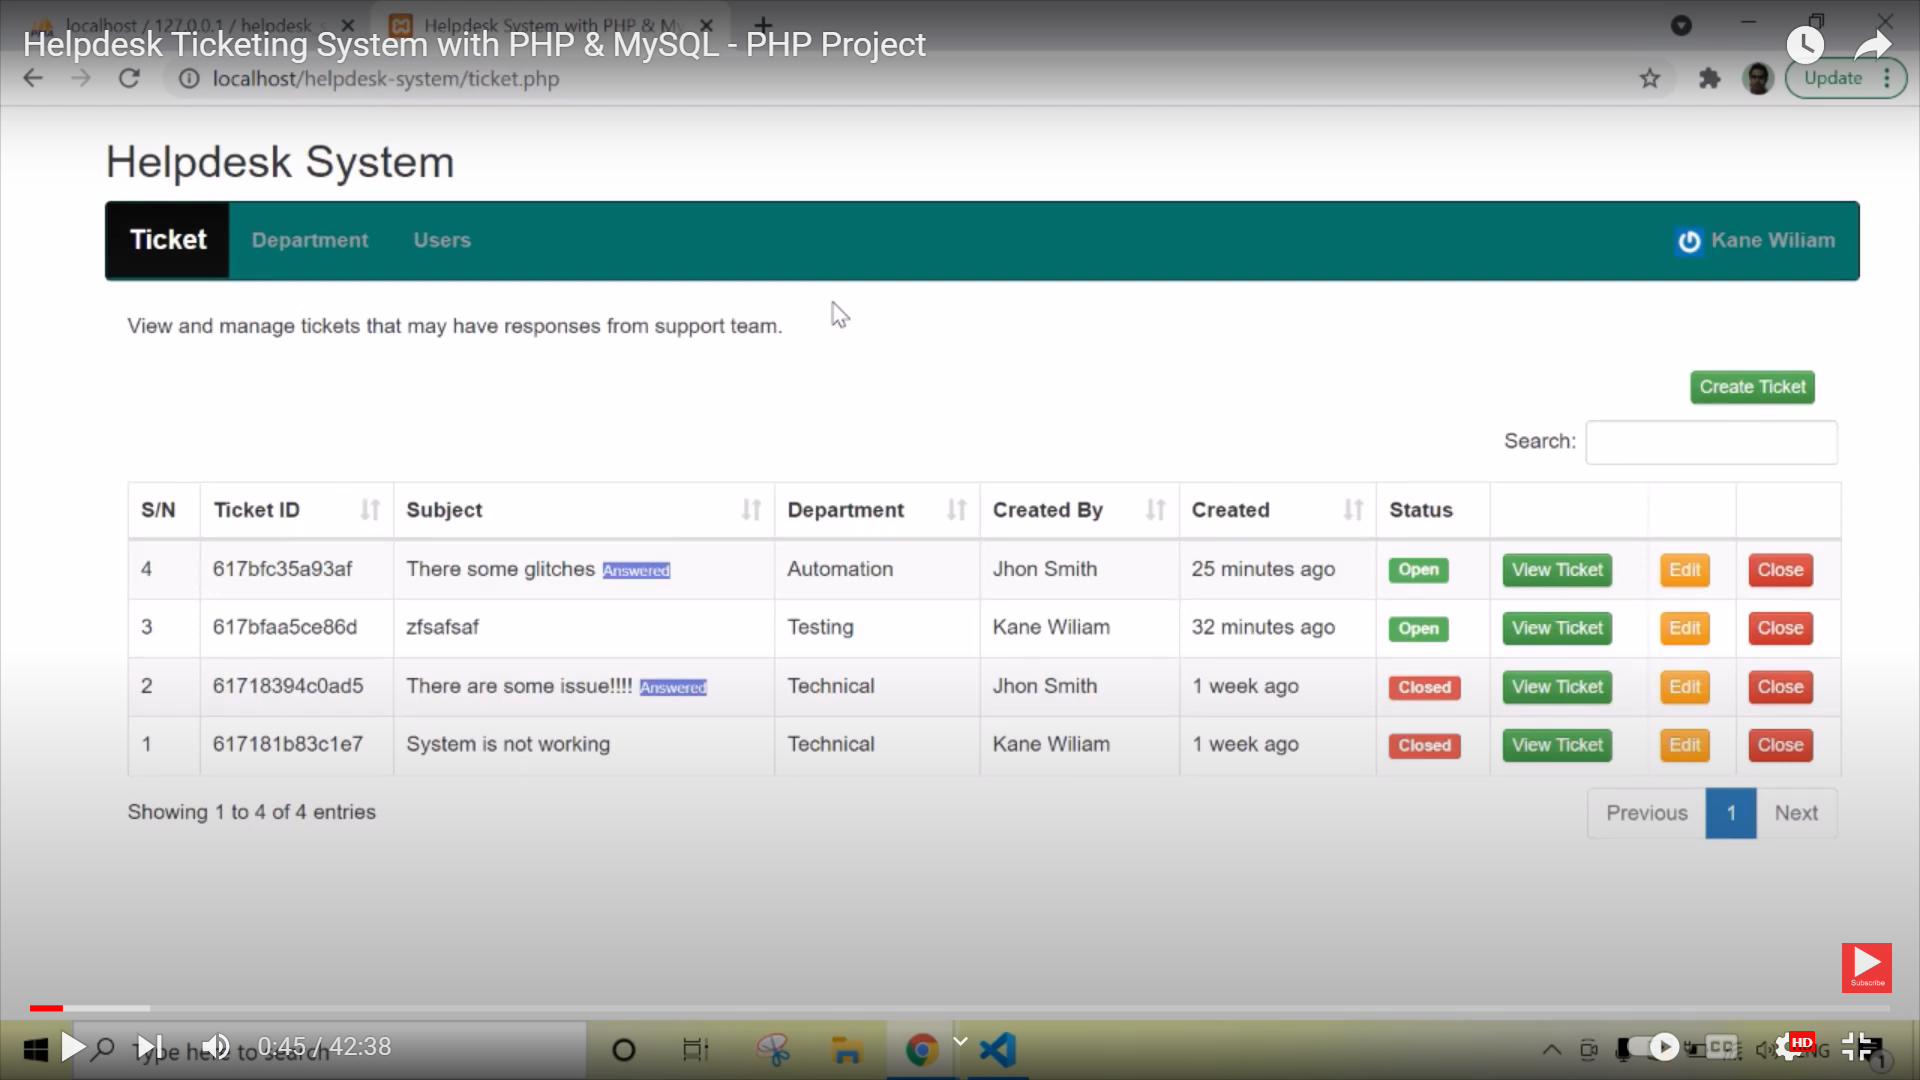 localhost / 127.0.0.1 / helpdesk_s
Helpdesk System with PHP & My
Helpdesk Ticketing System with PHP & MySQL - PHP Project
localhost/helpdesk-system/ticket.php
Update
Helpdesk System
Ticket Department Users Kane Wiliam
View and manage tickets that may have responses from support team.
Create Ticket
Search:
S/N Ticket ID Subject Department Created By Created Status
4 617bfc35a93af There some glitches Answered Automation Jhon Smith 25 minutes ago Open View Ticket Edit Close
3 617bfaa5ce86d zfsafsaf Testing Kane Wiliam 32 minutes ago Open View Ticket Edit Close
2 61718394c0ad5 There are some issue!!!! Answered Technical Jhon Smith 1 week ago Closed View Ticket Edit Close
1 617181b83c1e7 System is not working Technical Kane Wiliam 1 week ago Closed View Ticket Edit Close
Showing 1 to 4 of 4 entries
Previous 1 Next
Subscribe
Type here to search
0:45 / 42:38
CC HD
1